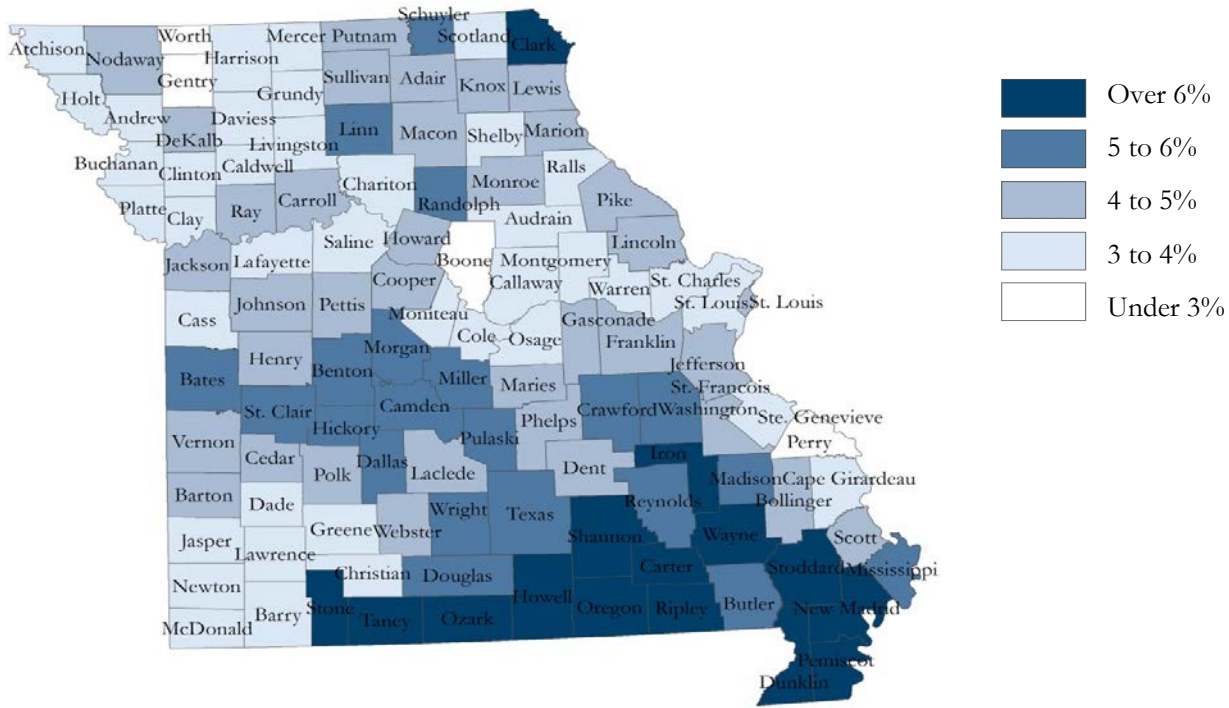 Schuyler
Worth
Mercer
Putnam
Scotland
Clark
Atchison
Nodaway
Harrison
Gentry
Sullivan
Adair
Knox
Lewis
Holt
Andrew
Daviess
Grundy
DeKalb
Linn
Macon
Shelby
Marion
Livingston
Buchanan
Clinton
Caldwell
Chariton
Monroe
Ralls
Platte
Clay
Ray
Carroll
Randolph
Audrain
Pike
Saline
Howard
Boone
Lincoln
Jackson
Lafayette
Cooper
Montgomery
Callaway
Warren
St. Charles
St. Louis
St. Louis
Johnson
Pettis
Cass
Moniteau
Cole
Osage
Gasconade
Franklin
Henry
Morgan
Jefferson
Bates
Benton
Miller
Maries
St. Francois
St. Clair
Camden
Crawford
Washington
Ste. Genevieve
Hickory
Phelps
Vernon
Pulaski
Perry
Cedar
Polk
Dallas
Laclede
Dent
Iron
Barton
Dade
Madison
Cape Girardeau
Bollinger
Reynolds
Wright
Texas
Greene
Webster
Shannon
Wayne
Scott
Jasper
Lawrence
Christian
Douglas
Carter
Stoddard
Mississippi
Newton
Howell
Barry
Stone
Taney
Ozark
Oregon
Ripley
Butler
New Madrid
McDonald
Pemiscot
Dunklin
Over 6%
5 to 6%
4 to 5%
3 to 4%
Under 3%